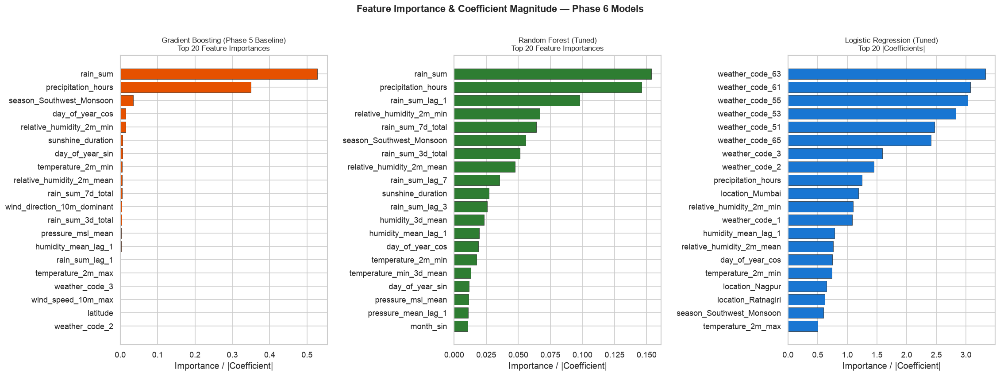 Feature Importance & Coefficient Magnitude — Phase 6 Models
Gradient Boosting (Phase 5 Baseline)
Top 20 Feature Importances
rain_sum
precipitation_hours
season_Southwest_Monsoon
day_of_year_cos
relative_humidity_2m_min
sunshine_duration
day_of_year_sin
temperature_2m_min
relative_humidity_2m_mean
rain_sum_7d_total
wind_direction_10m_dominant
rain_sum_3d_total
pressure_msl_mean
humidity_mean_lag_1
rain_sum_lag_1
temperature_2m_max
weather_code_3
wind_speed_10m_max
latitude
weather_code_2
0.0 0.1 0.2 0.3 0.4 0.5
Importance / |Coefficient|
Random Forest (Tuned)
Top 20 Feature Importances
rain_sum
precipitation_hours
rain_sum_lag_1
relative_humidity_2m_min
rain_sum_7d_total
season_Southwest_Monsoon
rain_sum_3d_total
relative_humidity_2m_mean
rain_sum_lag_7
sunshine_duration
rain_sum_lag_3
humidity_3d_mean
humidity_mean_lag_1
day_of_year_cos
temperature_2m_min
temperature_min_3d_mean
day_of_year_sin
pressure_msl_mean
pressure_mean_lag_1
month_sin
0.000 0.025 0.050 0.075 0.100 0.125 0.150
Importance / |Coefficient|
Logistic Regression (Tuned)
Top 20 |Coefficients|
weather_code_63
weather_code_61
weather_code_55
weather_code_53
weather_code_51
weather_code_65
weather_code_3
weather_code_2
precipitation_hours
location_Mumbai
relative_humidity_2m_min
weather_code_1
humidity_mean_lag_1
relative_humidity_2m_mean
day_of_year_cos
temperature_2m_min
location_Nagpur
location_Ratnagiri
season_Southwest_Monsoon
temperature_2m_max
0.0 0.5 1.0 1.5 2.0 2.5 3.0
Importance / |Coefficient|